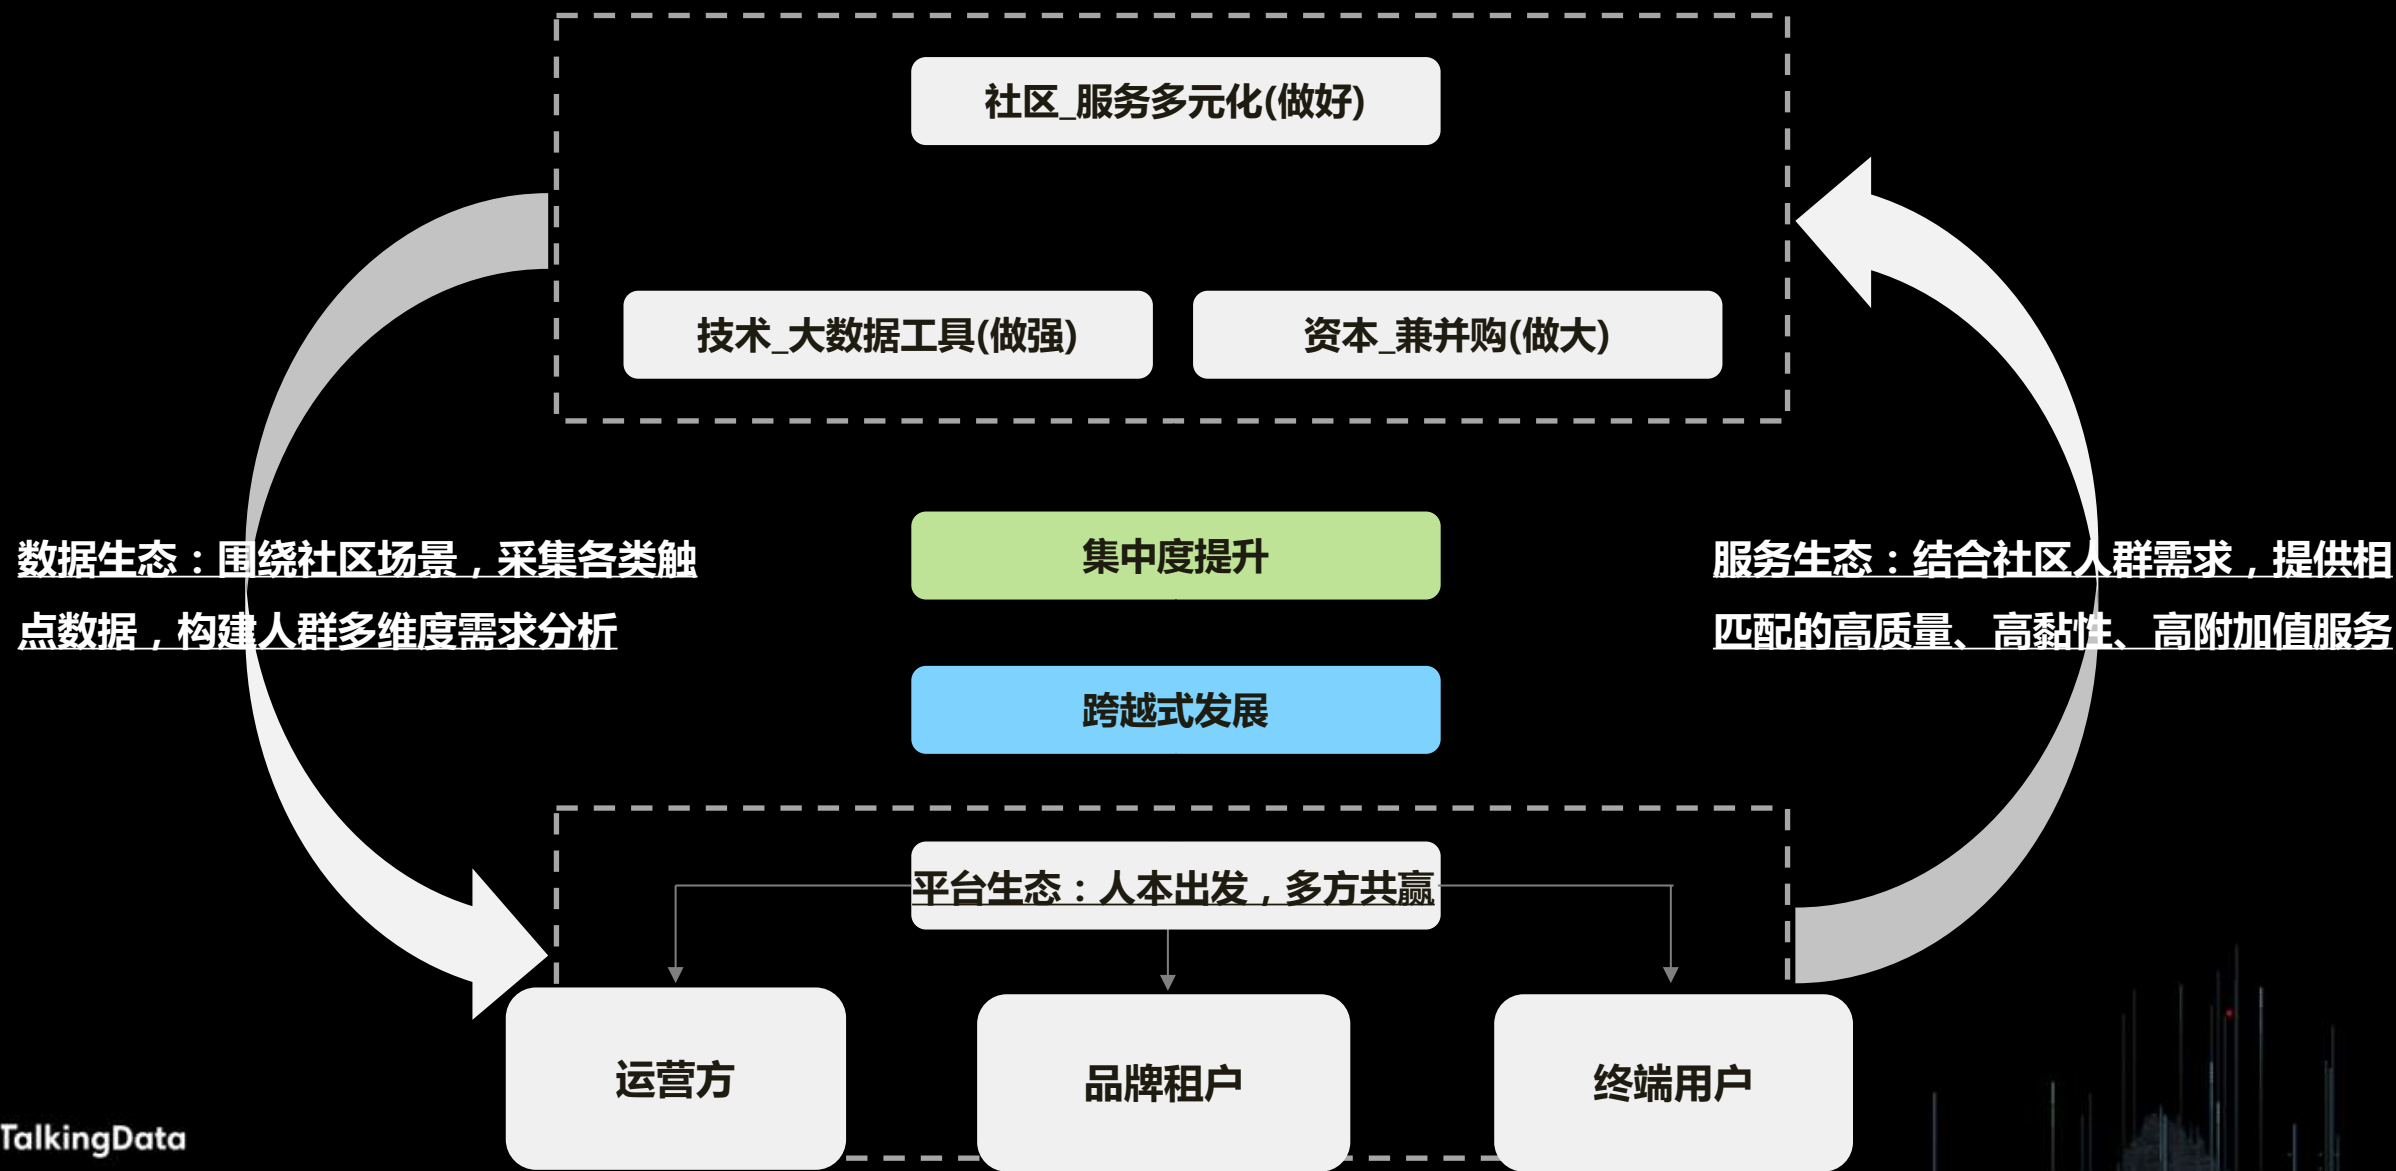 社区_服务多元化(做好)
技术_大数据工具(做强)
资本_兼并购(做大)
集中度提升
数据生态：围绕社区场景，采集各类触
点数据，构建人群多维度需求分析
服务生态：结合社区人群需求，提供相
匹配的高质量、高黏性、高附加值服务
跨越式发展
平台生态：人本出发，多方共赢
运营方
品牌租户
终端用户
TalkingData